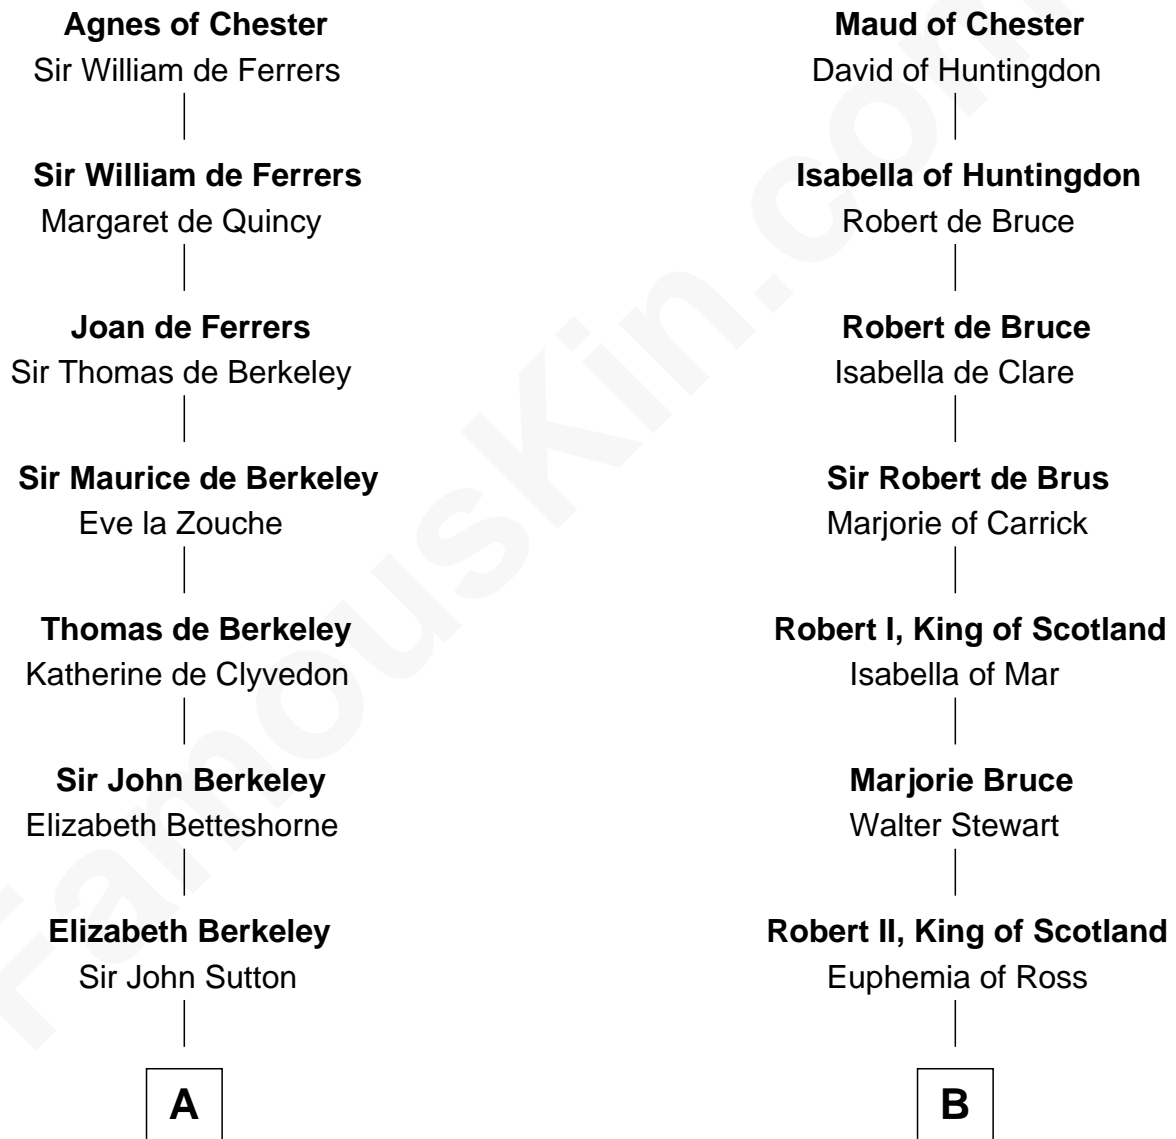 Agnes of Chester
Sir William de Ferrers
Sir William de Ferrers
Margaret de Quincy
Joan de Ferrers
Sir Thomas de Berkeley
Sir Maurice de Berkeley
Eve la Zouche
Thomas de Berkeley
Katherine de Clyvedon
Sir John Berkeley
Elizabeth Betteshorne
Elizabeth Berkeley
Sir John Sutton
A
Maud of Chester
David of Huntingdon
Isabella of Huntingdon
Robert de Bruce
Robert de Bruce
Isabella de Clare
Sir Robert de Brus
Marjorie of Carrick
Robert I, King of Scotland
Isabella of Mar
Marjorie Bruce
Walter Stewart
Robert II, King of Scotland
Euphemia of Ross
B
FamousKin.com